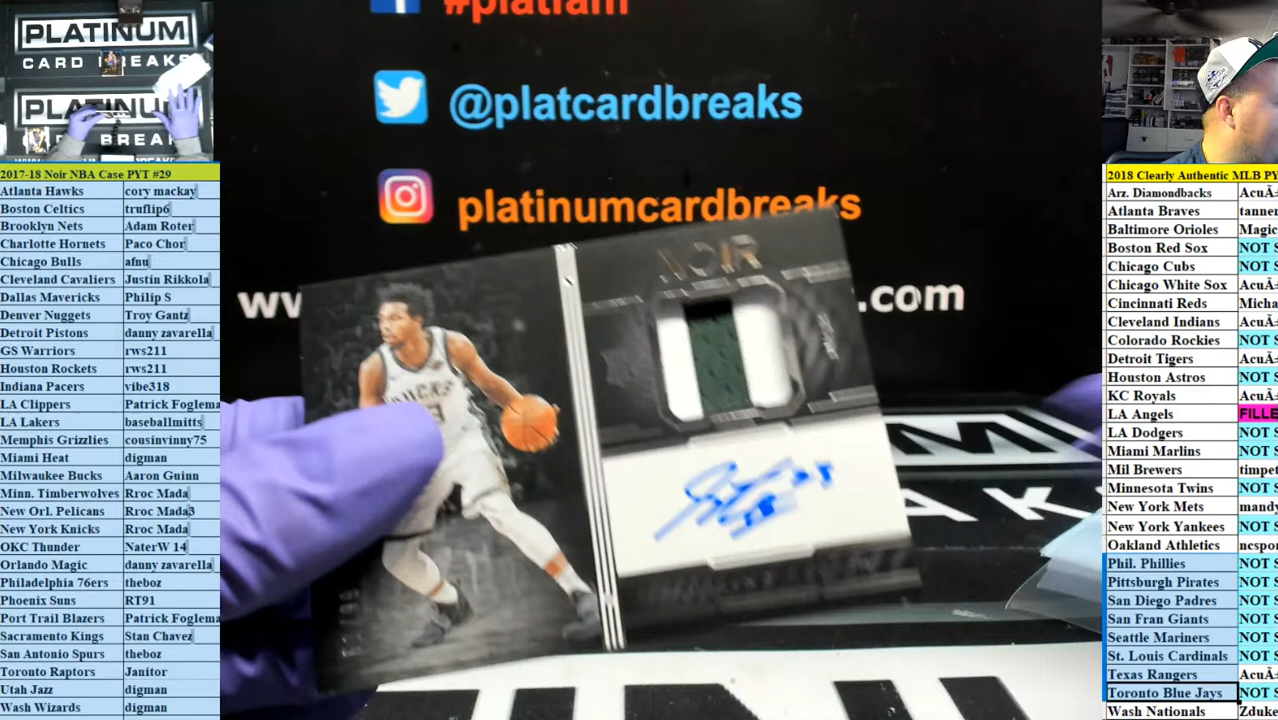 PLATINUM
CARD BREAKS
PLATINUM
BREAK
#platfam
@platcardbreaks
platinumcardbreaks
ww
.com
NOIR
BUCKS
2017-18 Noir NBA Case PYT #29
Atlanta Hawks cory mackay
Boston Celtics truflip6
Brooklyn Nets Adam Roter
Charlotte Hornets Paco Chor
Chicago Bulls afnu
Cleveland Cavaliers Justin Rikkola
Dallas Mavericks Philip S
Denver Nuggets Troy Gantz
Detroit Pistons danny zavarella
GS Warriors rws211
Houston Rockets rws211
Indiana Pacers vibe318
LA Clippers Patrick Foglema
LA Lakers baseballmitts
Memphis Grizzlies cousinvinny75
Miami Heat digman
Milwaukee Bucks Aaron Guinn
Minn. Timberwolves Rroc Mada
New Orl. Pelicans Rroc Mada3
New York Knicks Rroc Mada
OKC Thunder NaterW 14
Orlando Magic danny zavarella
Philadelphia 76ers theboz
Phoenix Suns RT91
Port Trail Blazers Patrick Foglema
Sacramento Kings Stan Chavez
San Antonio Spurs theboz
Toronto Raptors Janitor
Utah Jazz digman
Wash Wizards digman
2018 Clearly Authentic MLB PY
Arz. Diamondbacks AcuÃ±
Atlanta Braves tanner
Baltimore Orioles Magic
Boston Red Sox NOT S
Chicago Cubs NOT S
Chicago White Sox AcuÃ±
Cincinnati Reds Micha
Cleveland Indians AcuÃ±
Colorado Rockies NOT S
Detroit Tigers AcuÃ±
Houston Astros NOT S
KC Royals AcuÃ±
LA Angels FILLE
LA Dodgers NOT S
Miami Marlins NOT S
Mil Brewers timpet
Minnesota Twins NOT S
New York Mets mandy
New York Yankees NOT S
Oakland Athletics ncspor
Phil. Phillies NOT S
Pittsburgh Pirates NOT S
San Diego Padres NOT S
San Fran Giants NOT S
Seattle Mariners NOT S
St. Louis Cardinals NOT S
Texas Rangers AcuÃ±
Toronto Blue Jays NOT S
Wash Nationals Zduke